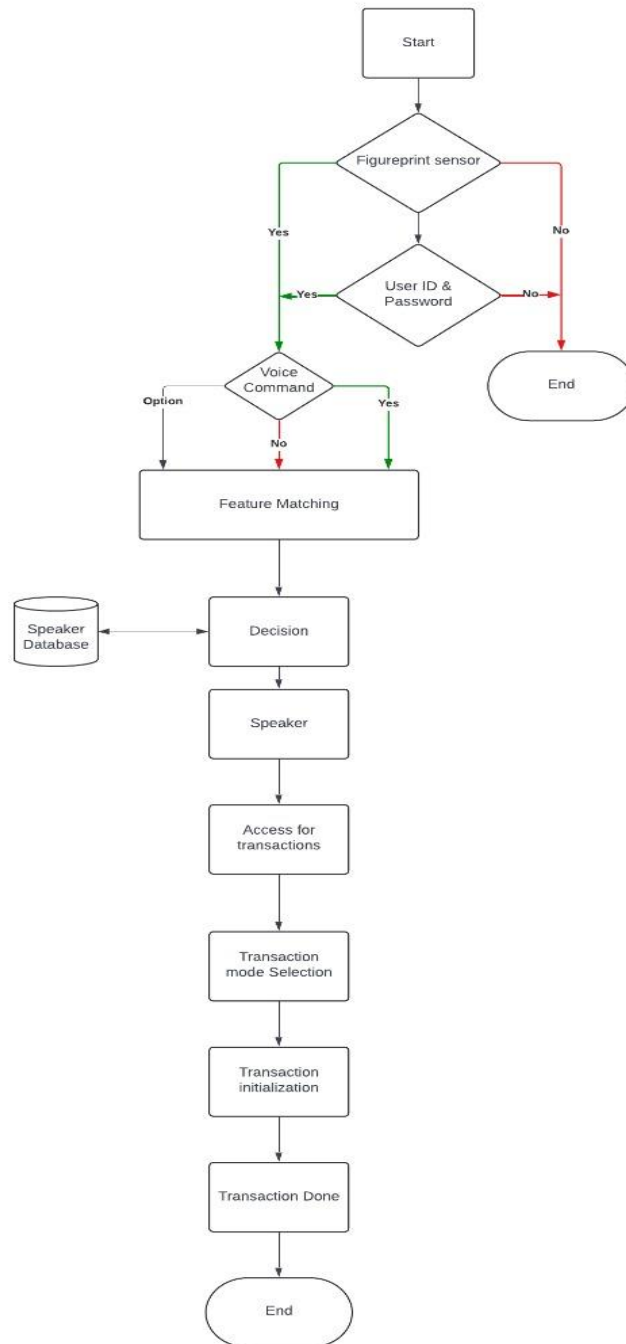 Start
Figureprint sensor
Yes
No
User ID &
Password
Yes
No
End
Voice
Command
Option
No
Yes
Feature Matching
Speaker
Database
Decision
Speaker
Access for
transactions
Transaction
mode Selection
Transaction
initialization
Transaction Done
End